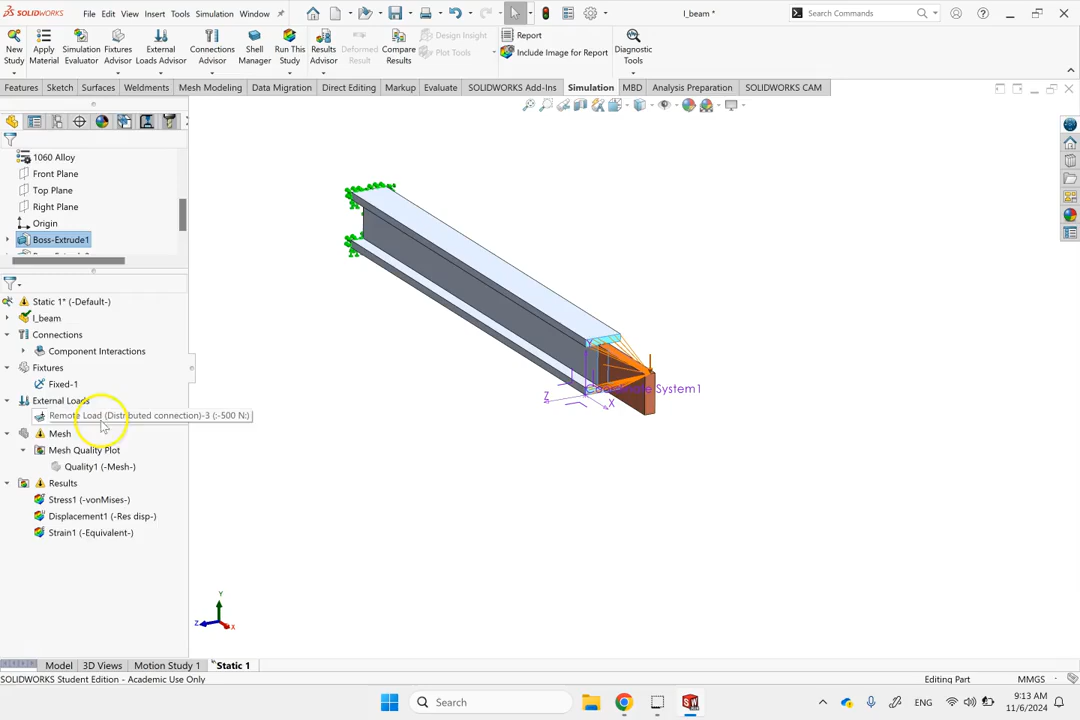 SOLIDWORKS File Edit View Insert Tools Simulation Window I_beam * Search Commands
New Study Apply Material Simulation Evaluator Fixtures Advisor External Loads Advisor Connections Advisor Shell Manager Run This Study Results Advisor Deformed Result Compare Results Design Insight Plot Tools Report Include Image for Report Diagnostic Tools
Features Sketch Surfaces Weldments Mesh Modeling Data Migration Direct Editing Markup Evaluate SOLIDWORKS Add-Ins Simulation MBD Analysis Preparation SOLIDWORKS CAM
1060 Alloy
Front Plane
Top Plane
Right Plane
Origin
Boss-Extrude1
Static 1* (-Default-)
I_beam
Connections
Component Interactions
Fixtures
Fixed-1
External Loads
Remote Load (Distributed connection)-3 (:-500 N:)
Mesh
Mesh Quality Plot
Quality1 (-Mesh-)
Results
Stress1 (-vonMises-)
Displacement1 (-Res disp-)
Strain1 (-Equivalent-)
Y
Coordinate System1
Z
X
Y
Z X
Model 3D Views Motion Study 1 Static 1
SOLIDWORKS Student Edition - Academic Use Only Editing Part MMGS
Search ENG 9:13 AM
11/6/2024